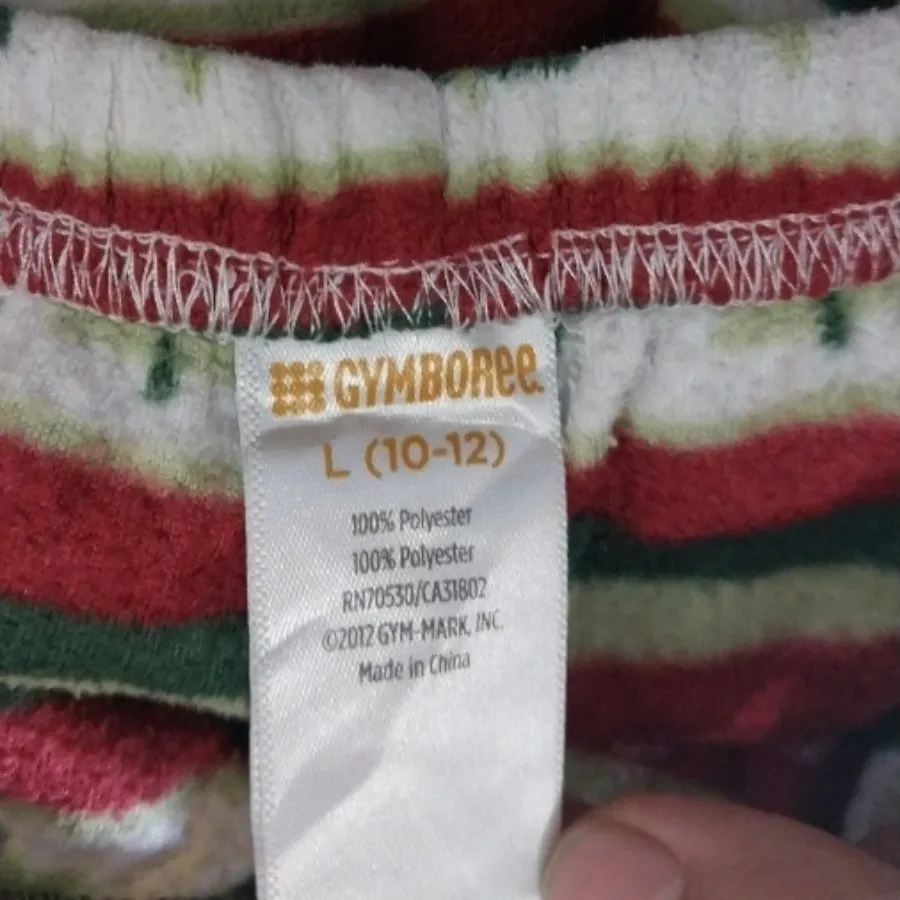 GYMBOREE
L (10-12)
100% Polyester
100% Polyester
RN70530/CA31802
©2012 GYM-MARK, INC.
Made in China